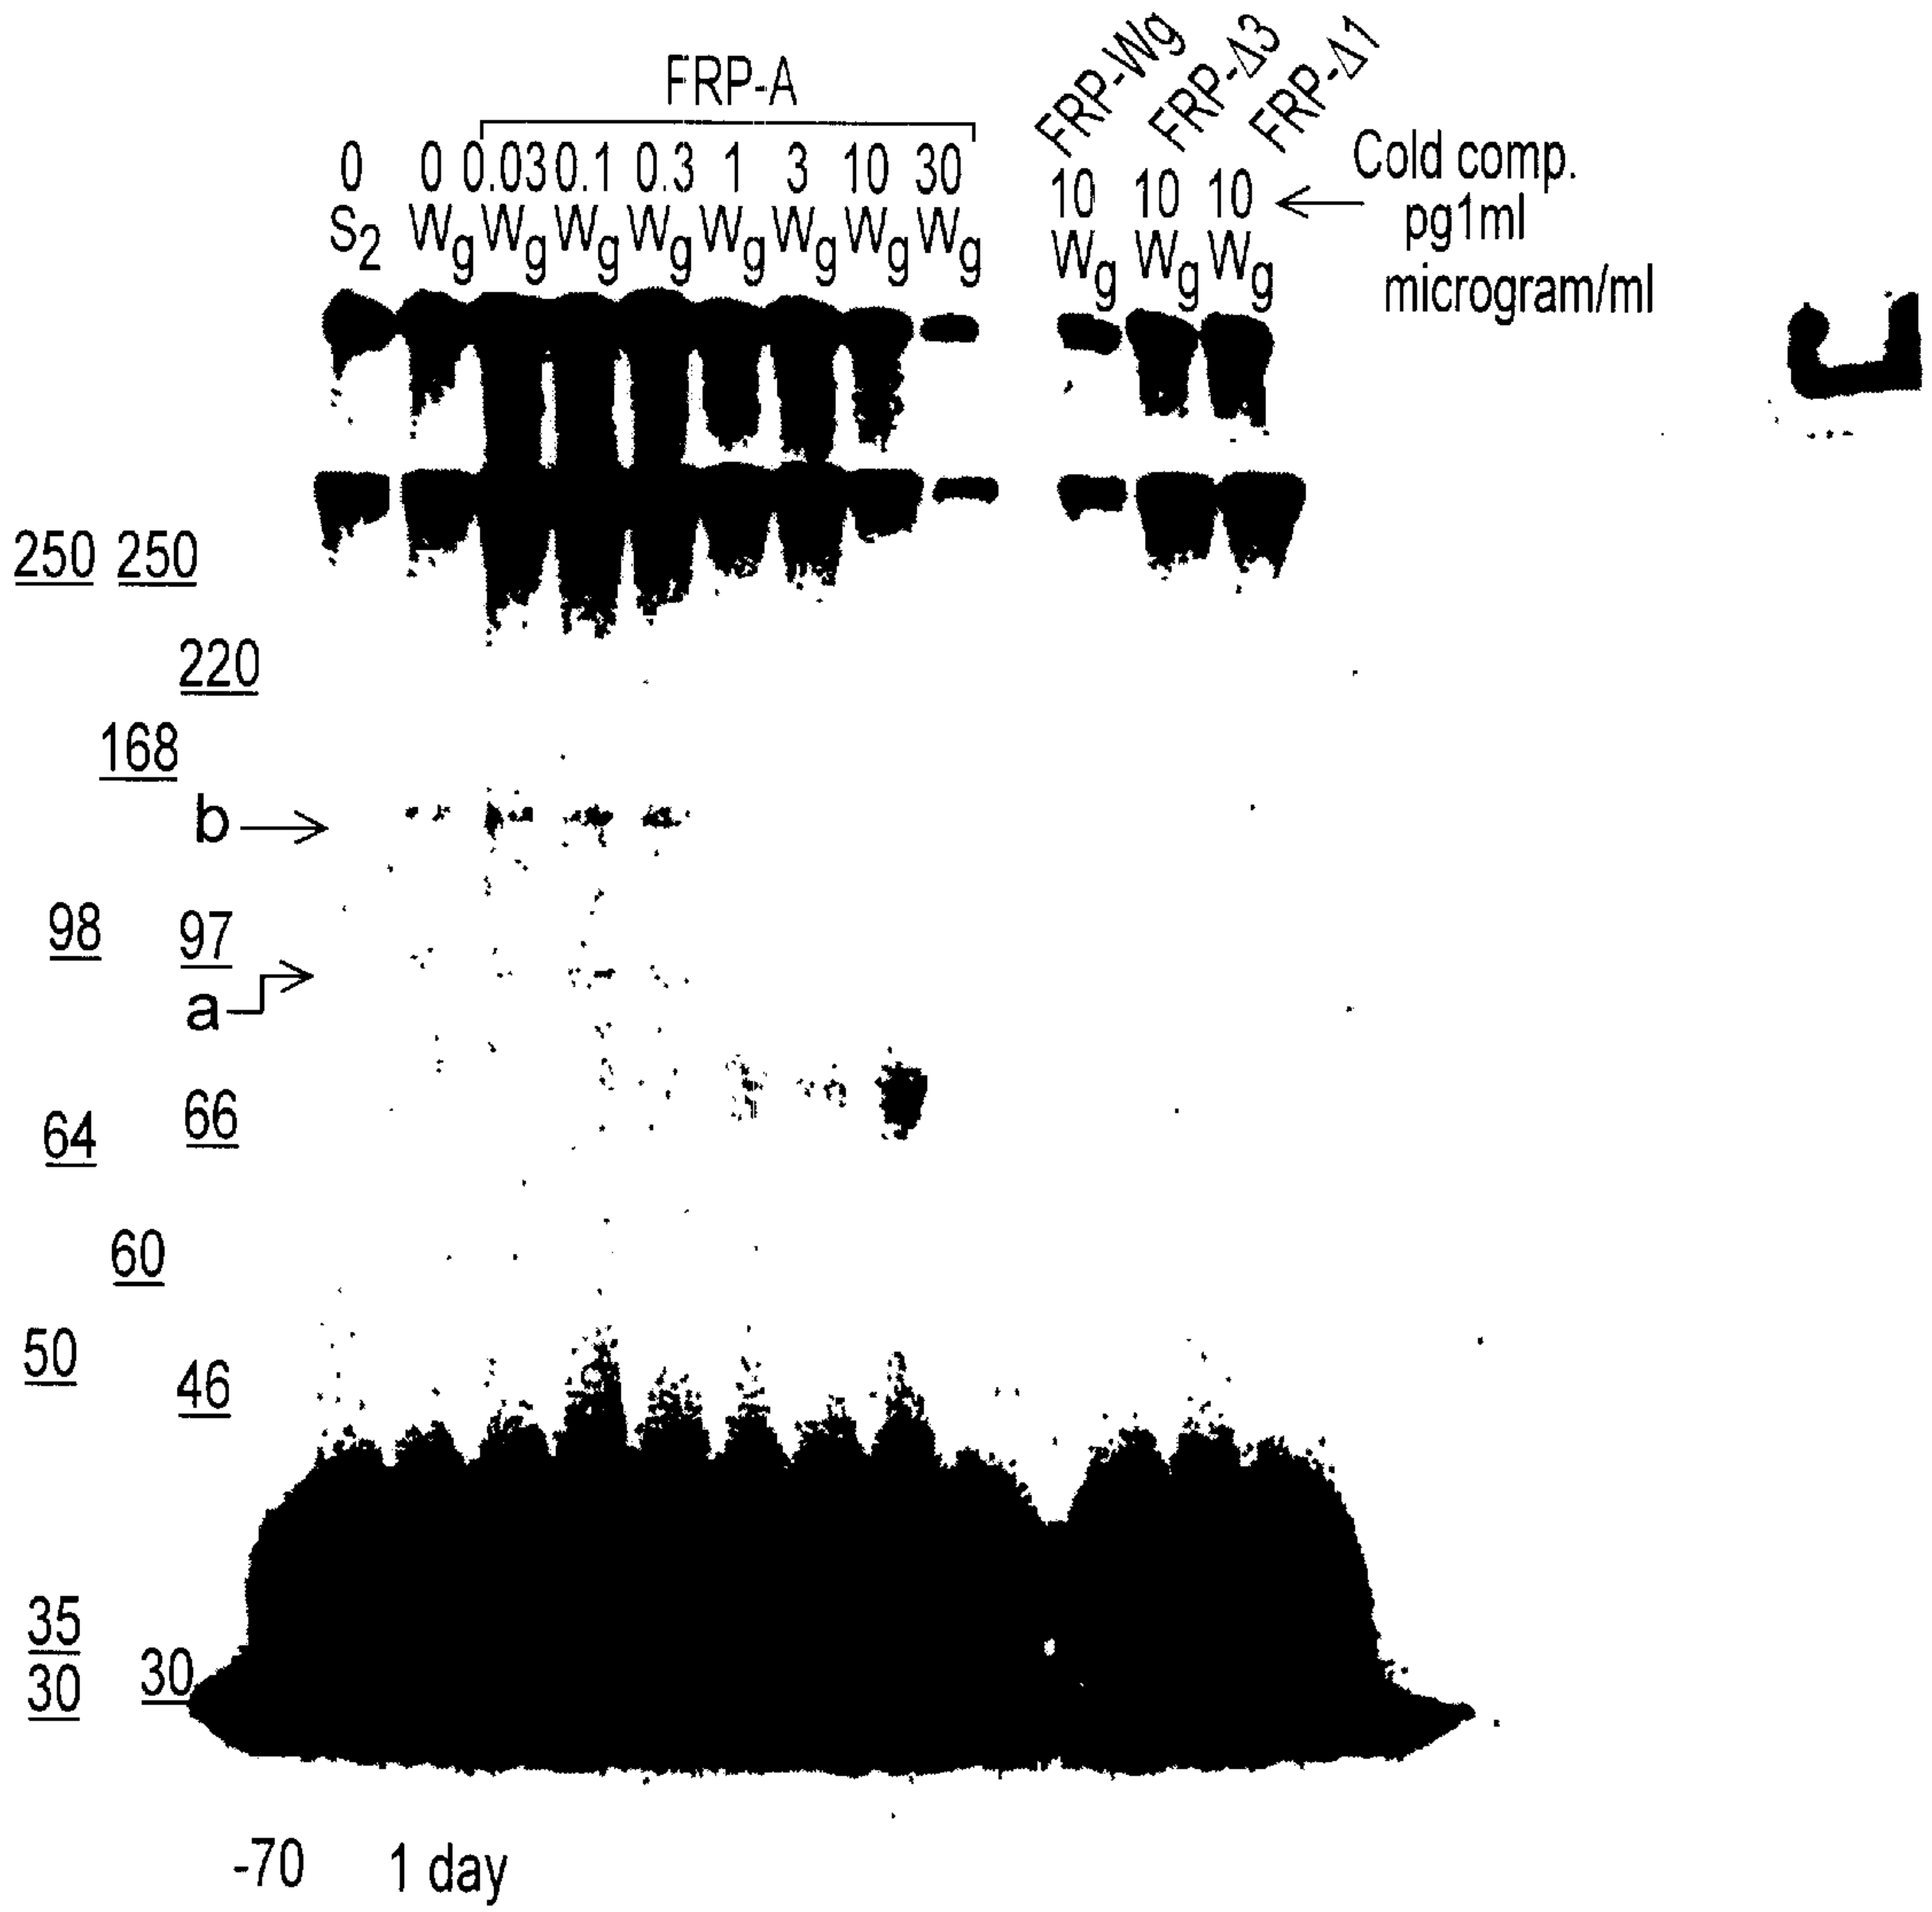 FRP-A
FRP-Wg FRP-Δ3 FRP-Δ1
0 0 0.03 0.1 0.3 1 3 10 30
10 10 10
Cold comp.
S2 Wg Wg Wg Wg Wg Wg Wg Wg
Wg Wg Wg
pg1ml
microgram/ml
250 250
220
168
b
98 97
a
64 66
60
50 46
35
30 30
-70 1 day